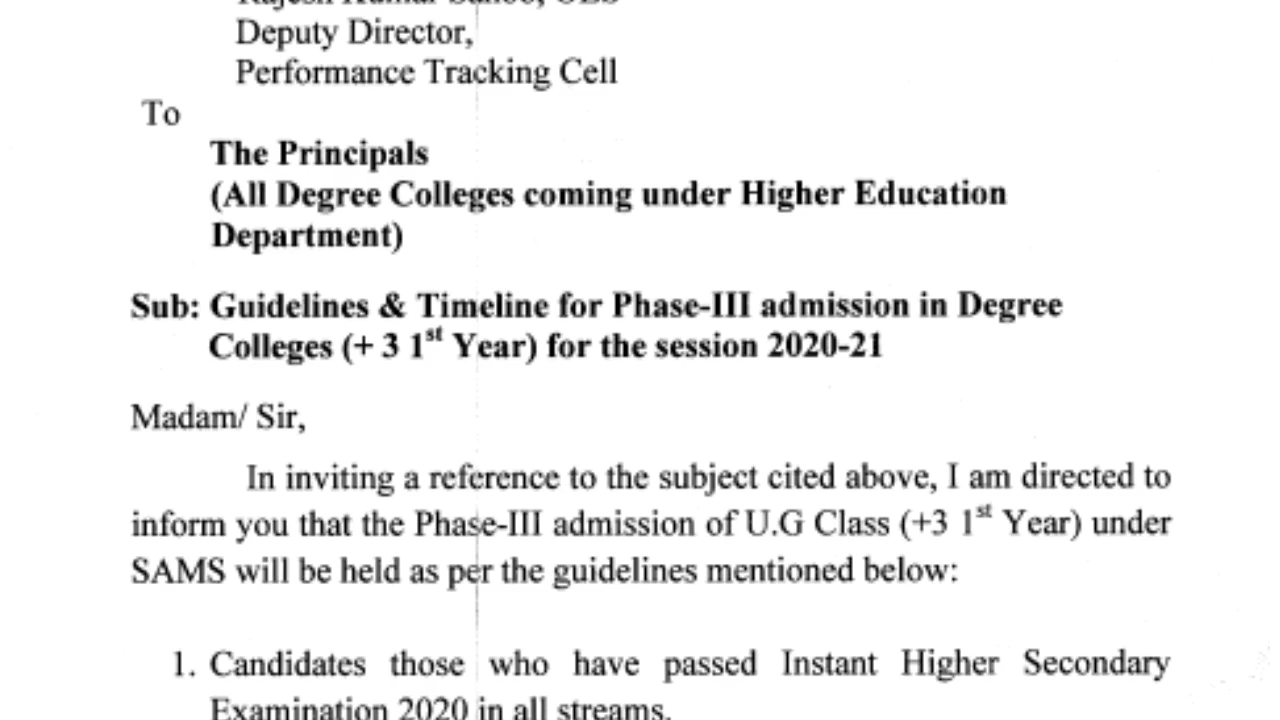 Deputy Director,
Performance Tracking Cell
To
The Principals
(All Degree Colleges coming under Higher Education
Department)
Sub: Guidelines & Timeline for Phase-III admission in Degree
Colleges (+ 3 1st Year) for the session 2020-21
Madam/ Sir,
In inviting a reference to the subject cited above, I am directed to
inform you that the Phase-III admission of U.G Class (+3 1st Year) under
SAMS will be held as per the guidelines mentioned below:
1. Candidates those who have passed Instant Higher Secondary
Examination 2020 in all streams.